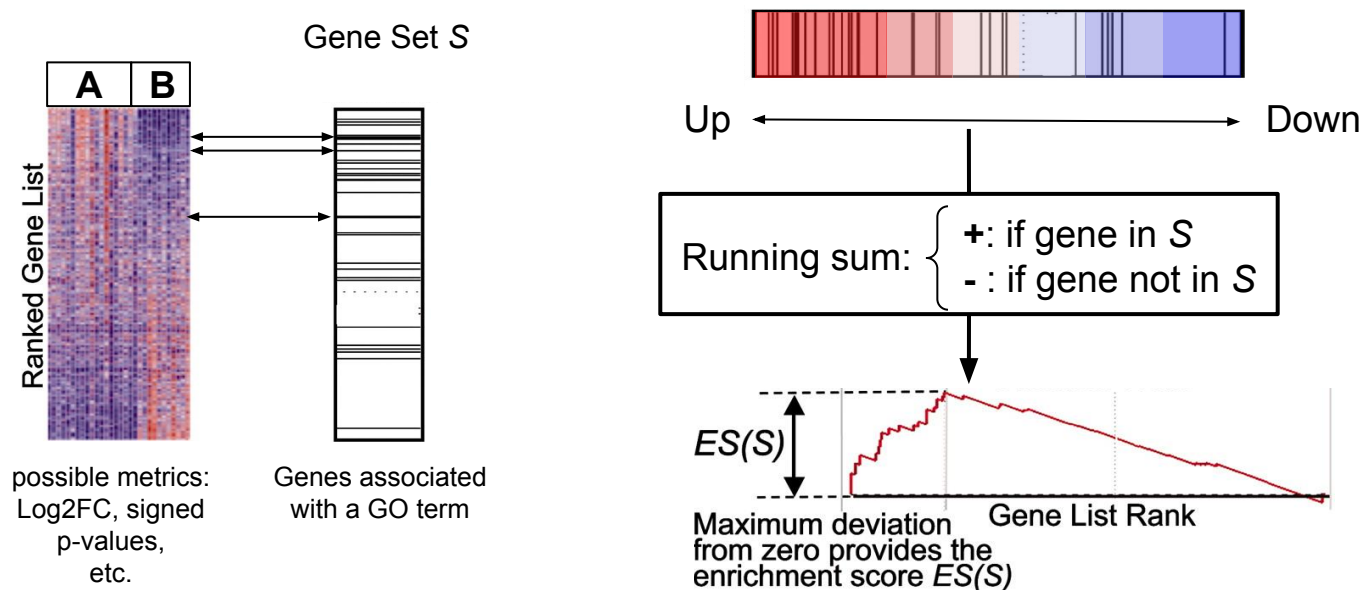 Gene Set S
A B
Ranked Gene List
possible metrics:
Log2FC, signed
p-values,
etc.
Genes associated
with a GO term
Up
Down
Running sum:
+: if gene in S
- : if gene not in S
ES(S)
Gene List Rank
Maximum deviation
from zero provides the
enrichment score ES(S)